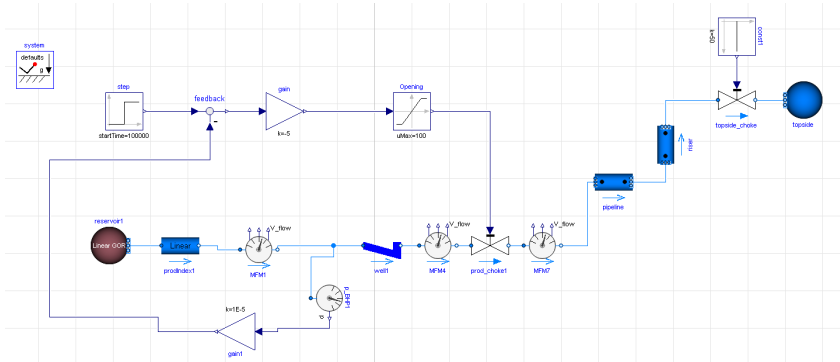 system
defaults
g
k=50
const1
step
startTime=100000
feedback
-
gain
k=-5
Opening
uMax=100
topside_choke
topside
riser
pipeline
reservoir1
Linear GOR
Linear
prodIndex1
V_flow
MFM1
well1
V_flow
MFM4
prod_choke1
V_flow
MFM7
p_BHP1
p
k=1E-5
gain1